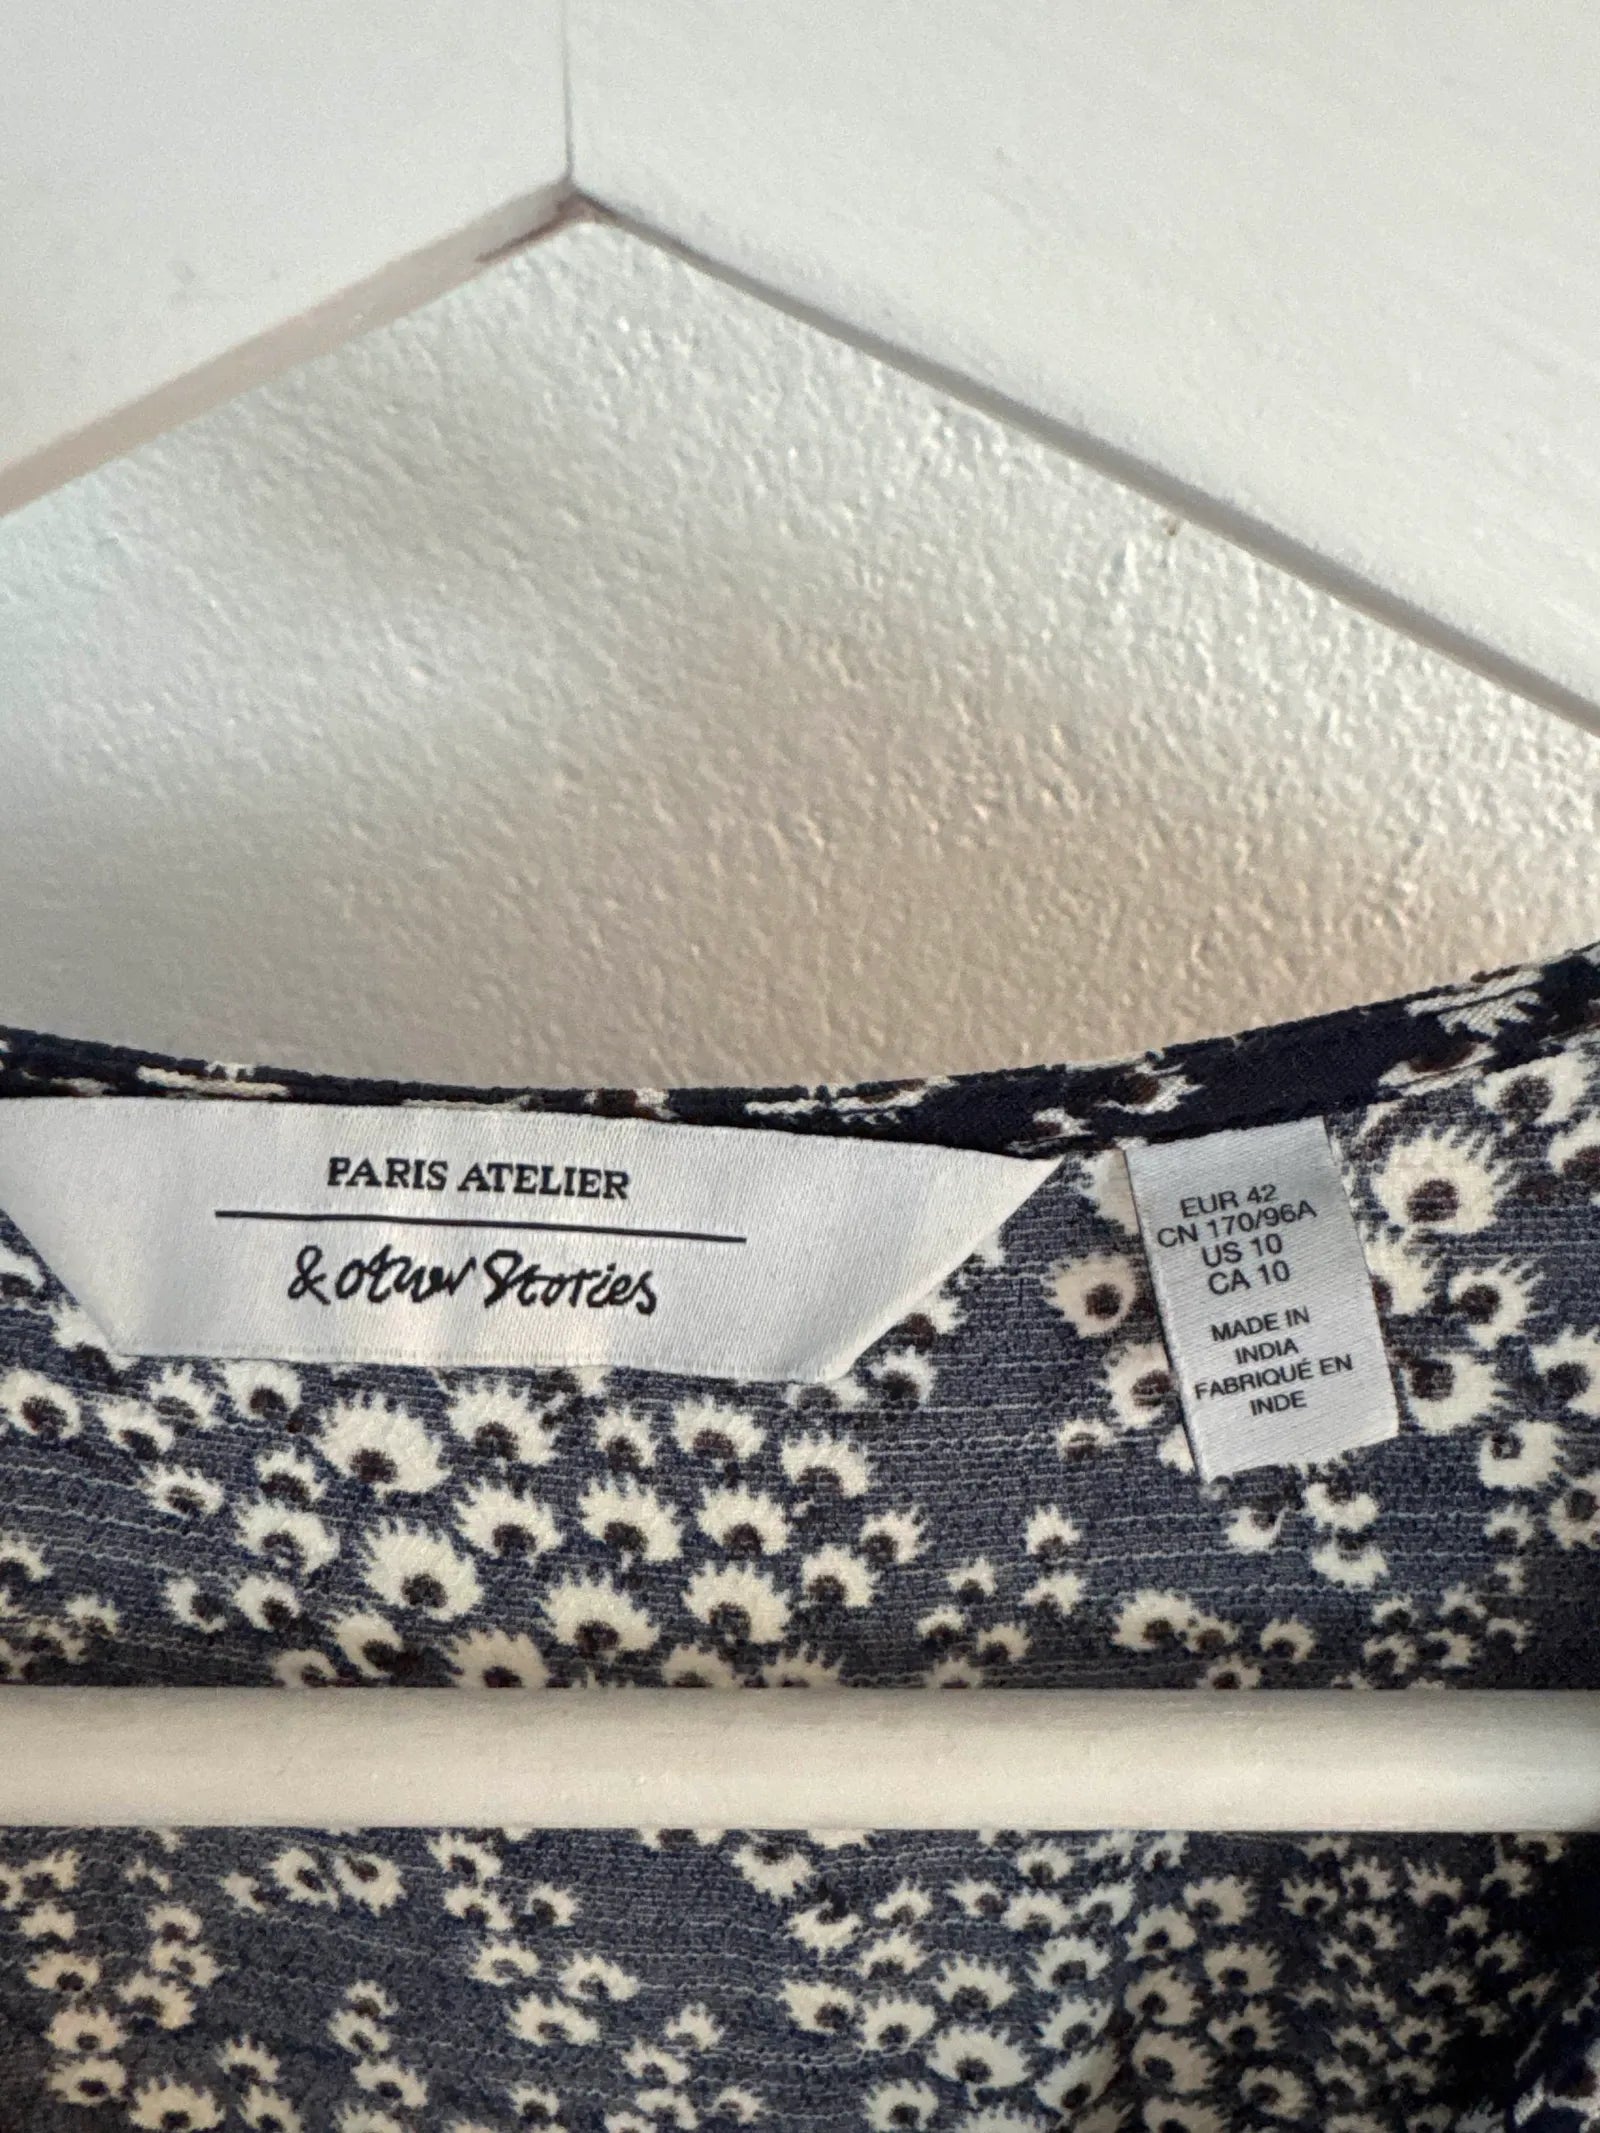 PARIS ATELIER
& other Stories
EUR 42
CN 170/96A
US 10
CA 10
MADE IN
INDIA
FABRIQUÉ EN
INDE